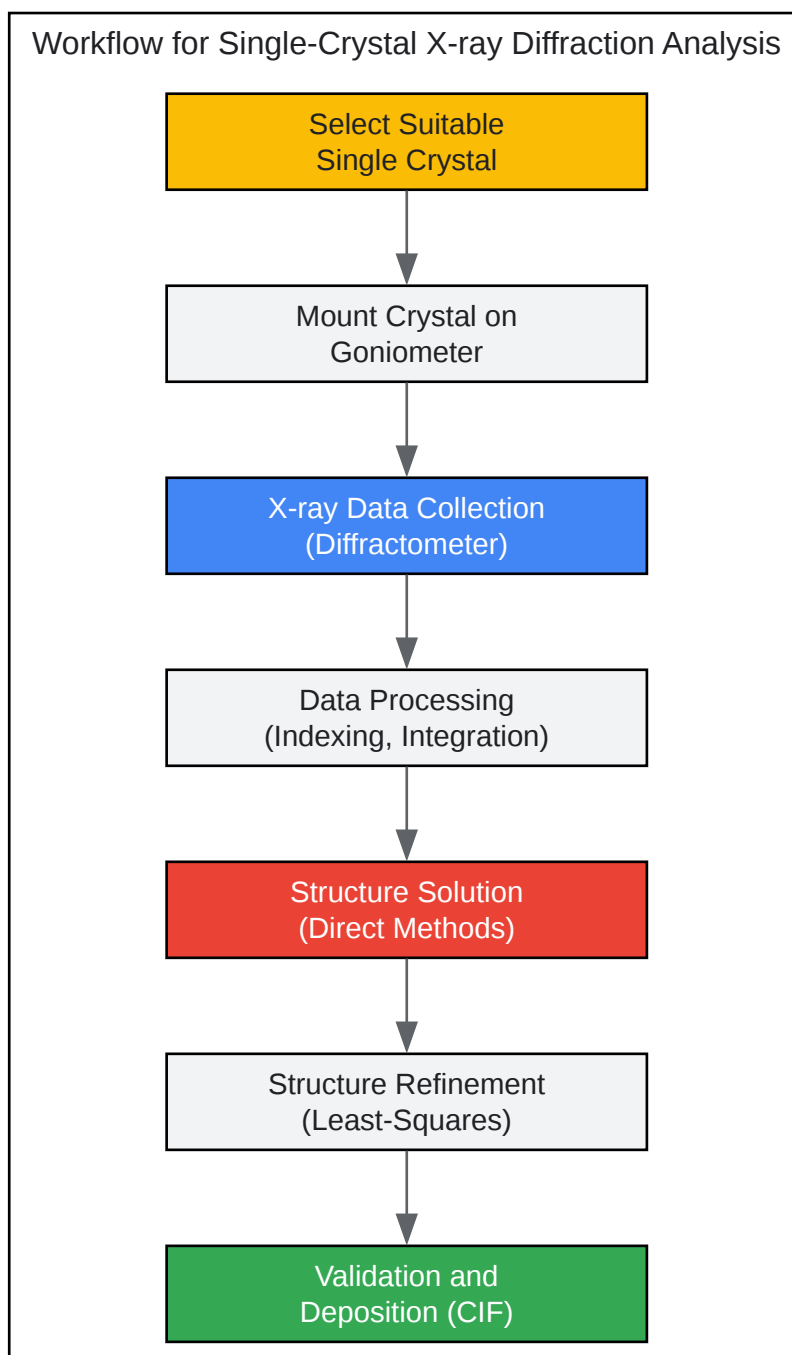 Workflow for Single-Crystal X-ray Diffraction Analysis
Select Suitable
Single Crystal
Mount Crystal on
Goniometer
X-ray Data Collection
(Diffractometer)
Data Processing
(Indexing, Integration)
Structure Solution
(Direct Methods)
Structure Refinement
(Least-Squares)
Validation and
Deposition (CIF)